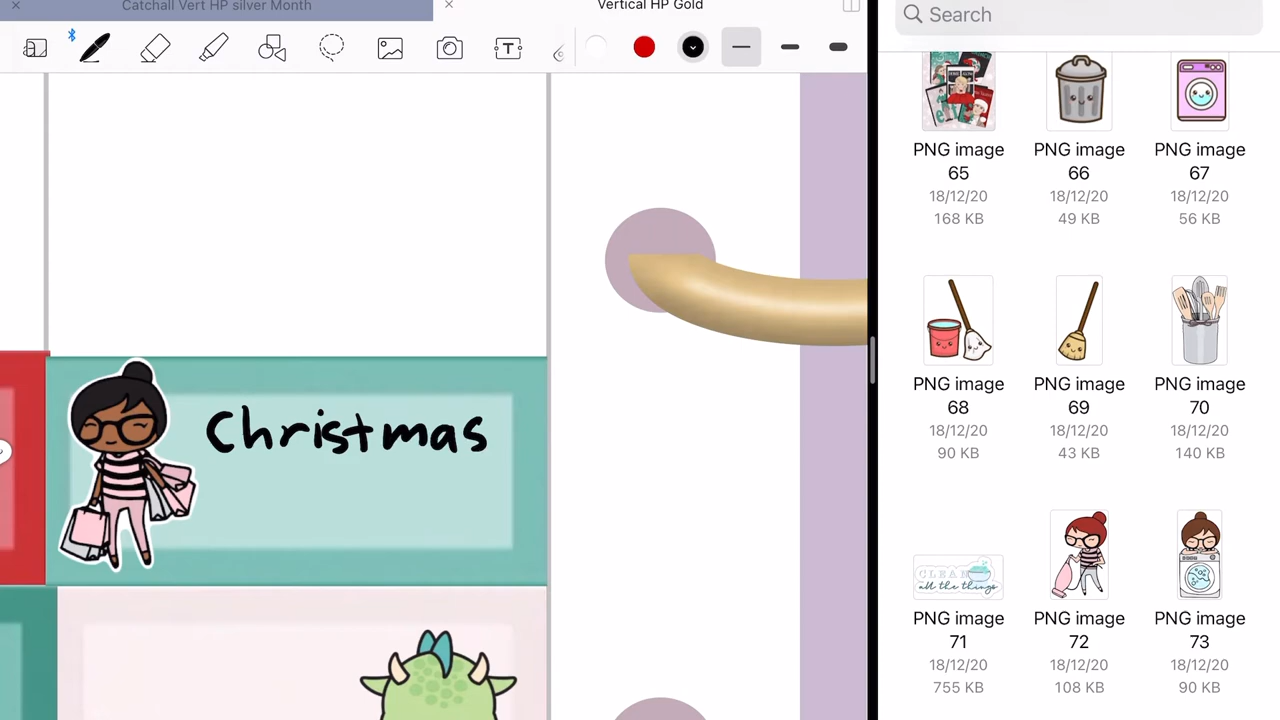 Catchall Vert HP silver Month
Vertical HP Gold
T
Christmas
Search
PNG image 65
18/12/20
168 KB
PNG image 66
18/12/20
49 KB
PNG image 67
18/12/20
56 KB
PNG image 68
18/12/20
90 KB
PNG image 69
18/12/20
43 KB
PNG image 70
18/12/20
140 KB
CLEAN
all the things
PNG image 71
18/12/20
755 KB
PNG image 72
18/12/20
108 KB
PNG image 73
18/12/20
90 KB